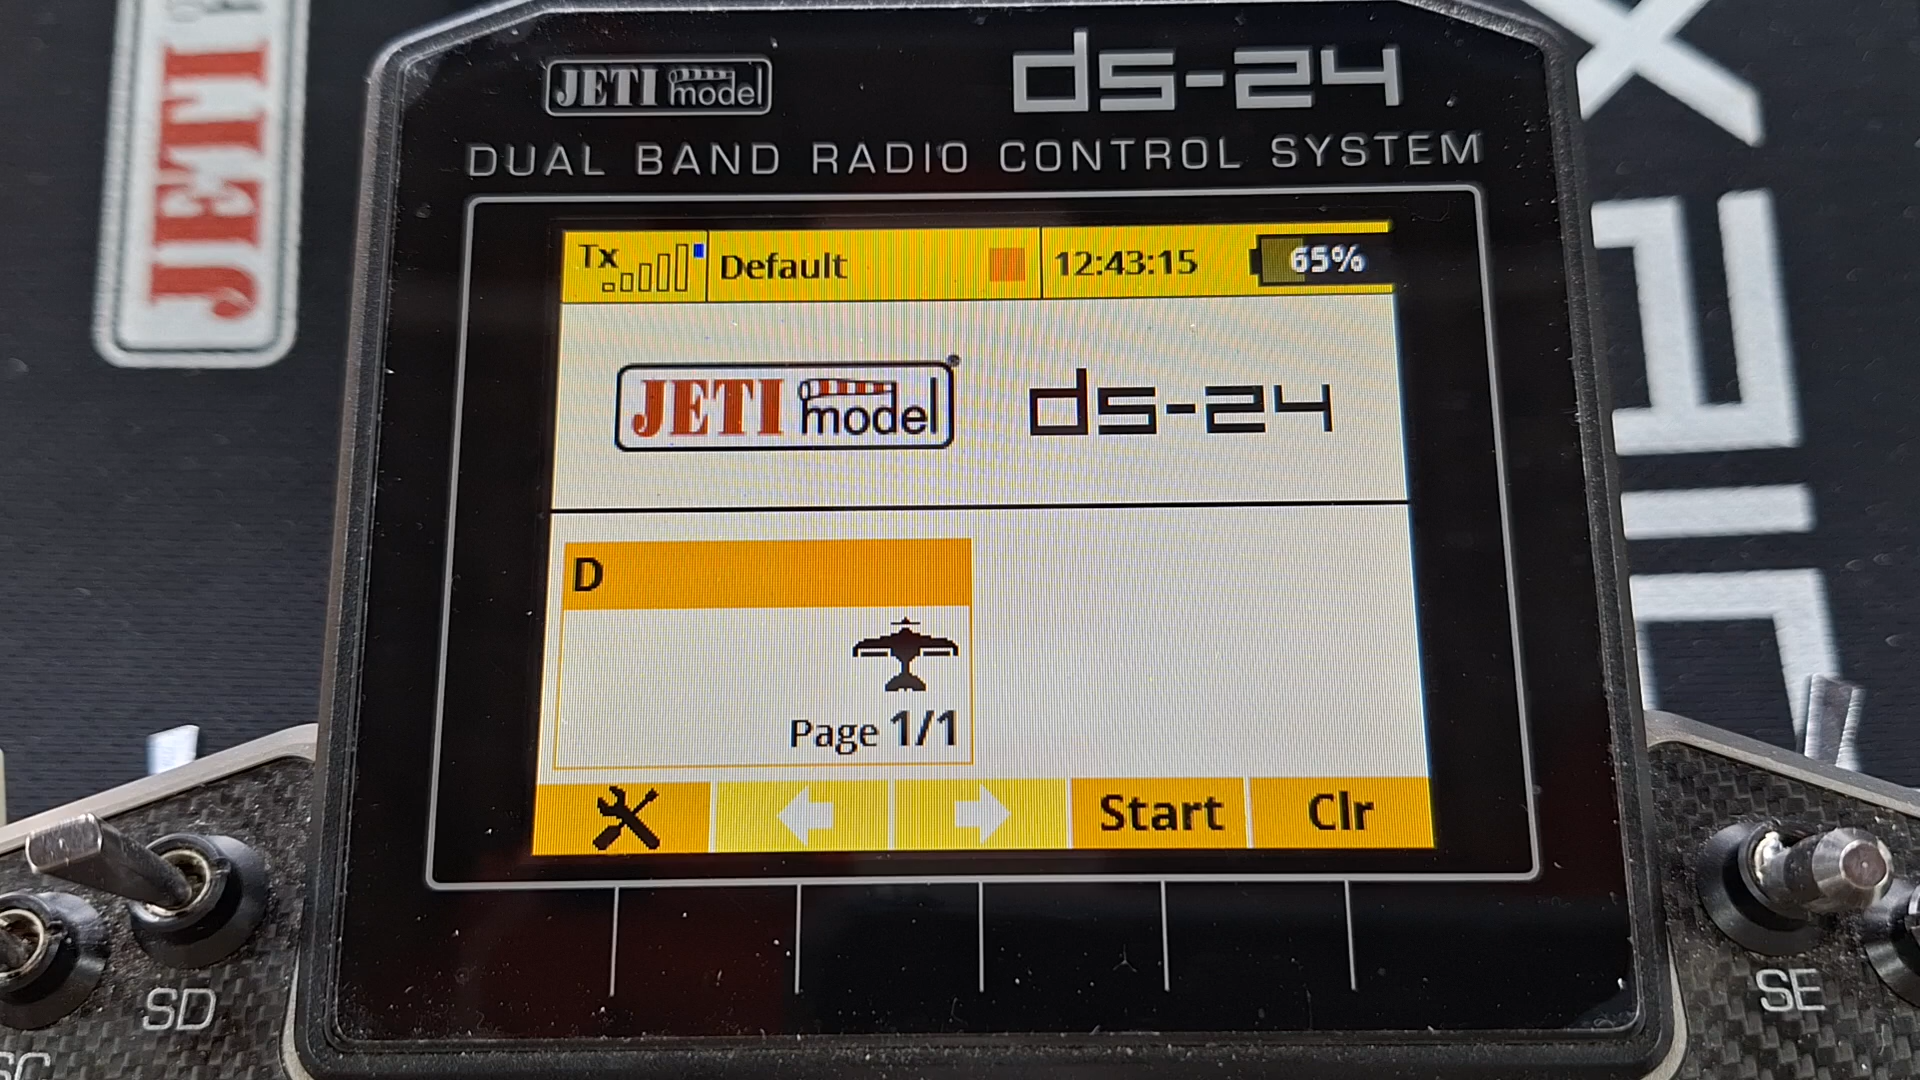 JETI model
ds-24
DUAL BAND RADIO CONTROL SYSTEM
Tx Default 12:43:15 65%
JETI model® ds-24
D
Page 1/1
Start Clr
SD
SE
SC
JETI